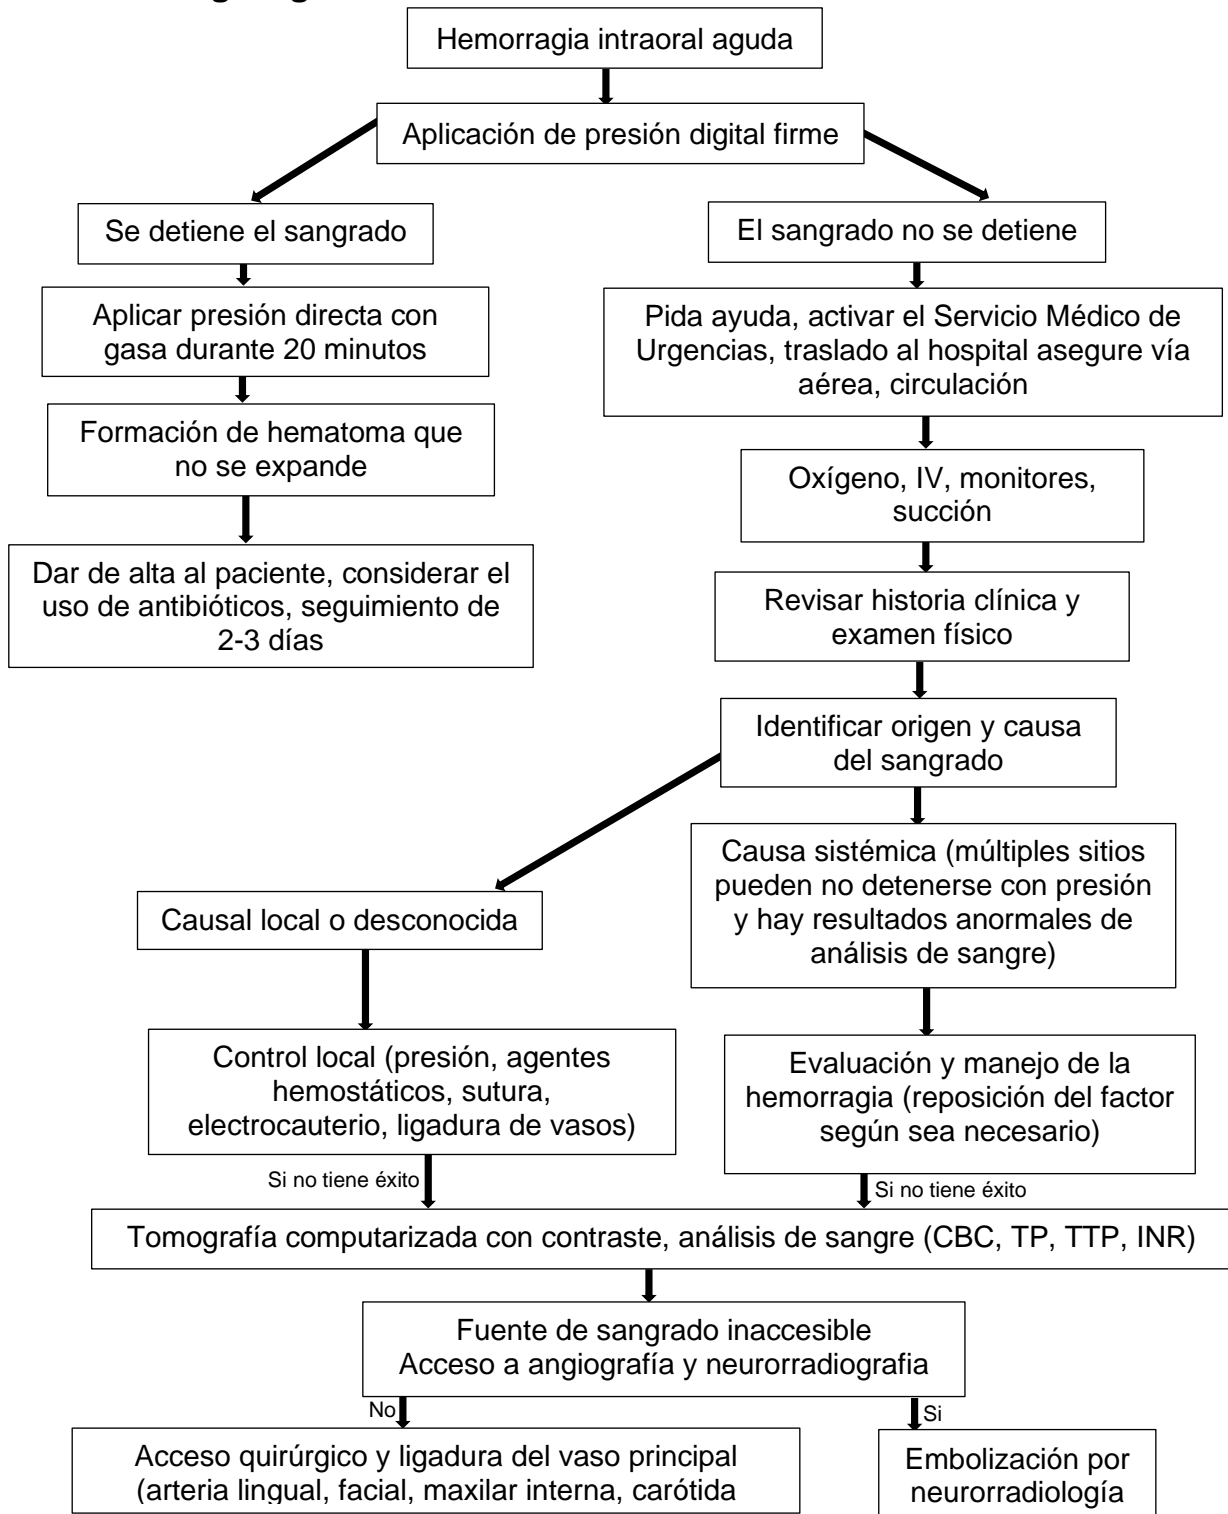 Hemorragia intraoral aguda
Aplicación de presión digital firme
Se detiene el sangrado
El sangrado no se detiene
Aplicar presión directa con
gasa durante 20 minutos
Pida ayuda, activar el Servicio Médico de
Urgencias, traslado al hospital asegure vía
aérea, circulación
Formación de hematoma que
no se expande
Oxígeno, IV, monitores,
succión
Dar de alta al paciente, considerar el
uso de antibióticos, seguimiento de
2-3 días
Revisar historia clínica y
examen físico
Identificar origen y causa
del sangrado
Causa sistémica (múltiples sitios
pueden no detenerse con presión
y hay resultados anormales de
análisis de sangre)
Causal local o desconocida
Control local (presión, agentes
hemostáticos, sutura,
electrocauterio, ligadura de vasos)
Evaluación y manejo de la
hemorragia (reposición del factor
según sea necesario)
Si no tiene éxito
Si no tiene éxito
Tomografía computarizada con contraste, análisis de sangre (CBC, TP, TTP, INR)
Fuente de sangrado inaccesible
Acceso a angiografía y neurorradiografia
No
Si
Acceso quirúrgico y ligadura del vaso principal
(arteria lingual, facial, maxilar interna, carótida
Embolización por
neurorradiología